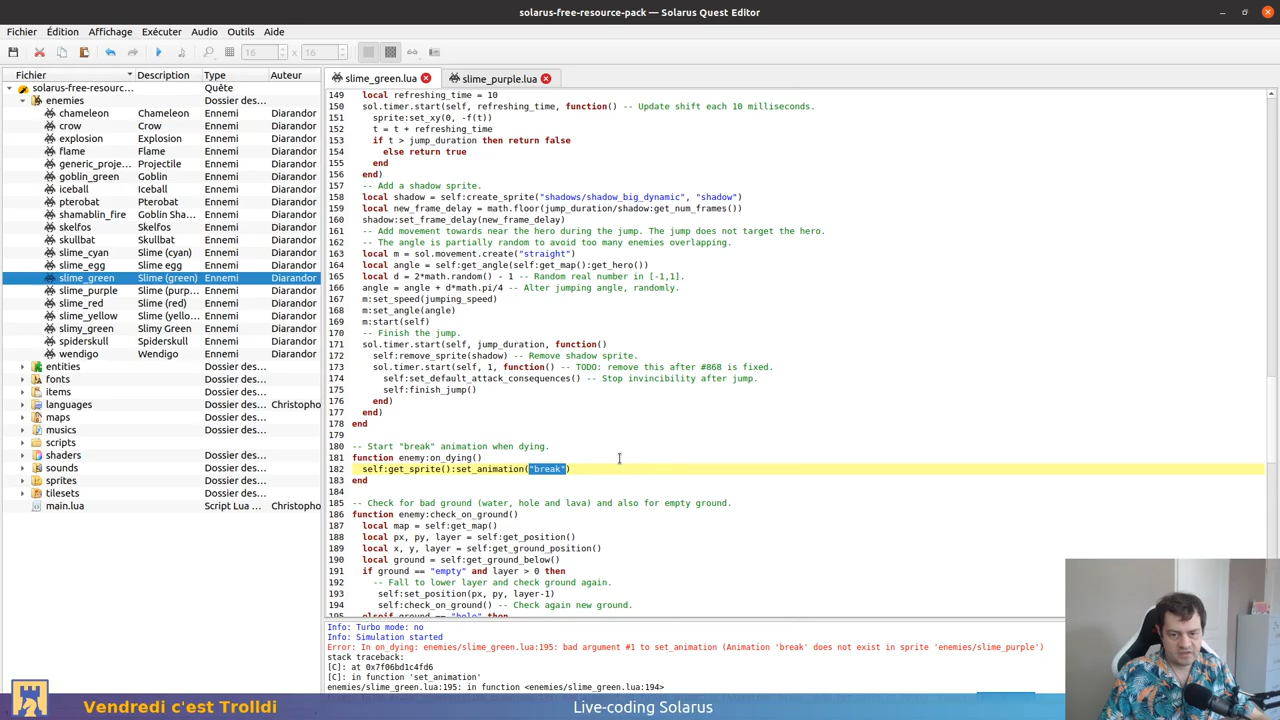 solarus-free-resource-pack — Solarus Quest Editor
Fichier Édition Affichage Exécuter Audio Outils Aide
16 x 16
Fichier Description Type Auteur
solarus-free-resourc... Quête
enemies Dossier des...
chameleon Chameleon Ennemi Diarandor
crow Crow Ennemi Diarandor
explosion Explosion Ennemi Diarandor
flame Flame Ennemi Diarandor
generic_proje... Projectile Ennemi Diarandor
goblin_green Goblin Ennemi Diarandor
iceball Iceball Ennemi Diarandor
pterobat Pterobat Ennemi Diarandor
shamablin_fire Goblin Sha... Ennemi Diarandor
skelfos Skullfos Ennemi Diarandor
skullbat Skullbat Ennemi Diarandor
slime_cyan Slime (cyan) Ennemi Diarandor
slime_egg Slime egg Ennemi Diarandor
slime_green Slime (green) Ennemi Diarandor
slime_purple Slime (purp... Ennemi Diarandor
slime_red Slime (red) Ennemi Diarandor
slime_yellow Slime (yello... Ennemi Diarandor
slimy_green Slimy Green Ennemi Diarandor
spiderskull Spiderskull Ennemi Diarandor
wendigo Wendigo Ennemi Diarandor
entities Dossier des...
fonts Dossier des...
items Dossier des...
languages Dossier des... Christopho
maps Dossier des...
musics Dossier des...
scripts Dossier des...
shaders Dossier des... Christopho
sounds Dossier des...
sprites Dossier des...
tilesets Dossier des...
main.lua Script Lua ... Christopho
slime_green.lua slime_purple.lua
149 local refreshing_time = 10
150 sol.timer.start(self, refreshing_time, function() -- Update shift each 10 milliseconds.
151 sprite:set_xy(0, -f(t))
152 t = t + refreshing_time
153 if t > jump_duration then return false
154 else return true
155 end
156 end)
157 -- Add a shadow sprite.
158 local shadow = self:create_sprite("shadows/shadow_big_dynamic", "shadow")
159 local new_frame_delay = math.floor(jump_duration/shadow:get_num_frames())
160 shadow:set_frame_delay(new_frame_delay)
161 -- Add movement towards near the hero during the jump. The jump does not target the hero.
162 -- The angle is partially random to avoid too many enemies overlapping.
163 local m = sol.movement.create("straight")
164 local angle = self:get_angle(self:get_map():get_hero())
165 local d = 2*math.random() - 1 -- Random real number in [-1,1].
166 angle = angle + d*math.pi/4 -- Alter jumping angle, randomly.
167 m:set_speed(jumping_speed)
168 m:set_angle(angle)
169 m:start(self)
170 -- Finish the jump.
171 sol.timer.start(self, jump_duration, function()
172 self:remove_sprite(shadow) -- Remove shadow sprite.
173 sol.timer.start(self, 1, function() -- TODO: remove this after #868 is fixed.
174 self:set_default_attack_consequences() -- Stop invincibility after jump.
175 self:finish_jump()
176 end)
177 end)
178 end
179
180 -- Start "break" animation when dying.
181 function enemy:on_dying()
182 self:get_sprite():set_animation("break")
183 end
184
185 -- Check for bad ground (water, hole and lava) and also for empty ground.
186 function enemy:check_on_ground()
187 local map = self:get_map()
188 local px, py, layer = self:get_position()
189 local x, y, layer = self:get_ground_position()
190 local ground = self:get_ground_below()
191 if ground == "empty" and layer > 0 then
192 -- Fall to lower layer and check ground again.
193 self:set_position(px, py, layer-1)
194 self:check_on_ground() -- Check again new ground.
195 elseif ground == "hole" then
Info: Turbo mode: no
Info: Simulation started
Error: In on_dying: enemies/slime_green.lua:195: bad argument #1 to set_animation (Animation 'break' does not exist in sprite 'enemies/slime_purple')
stack traceback:
[C]: at 0x7f06bd1c4fd6
[C]: in function 'set_animation'
enemies/slime_green.lua:195: in function <enemies/slime_green.lua:194>
Vendredi c'est Trolldi Live-coding Solarus